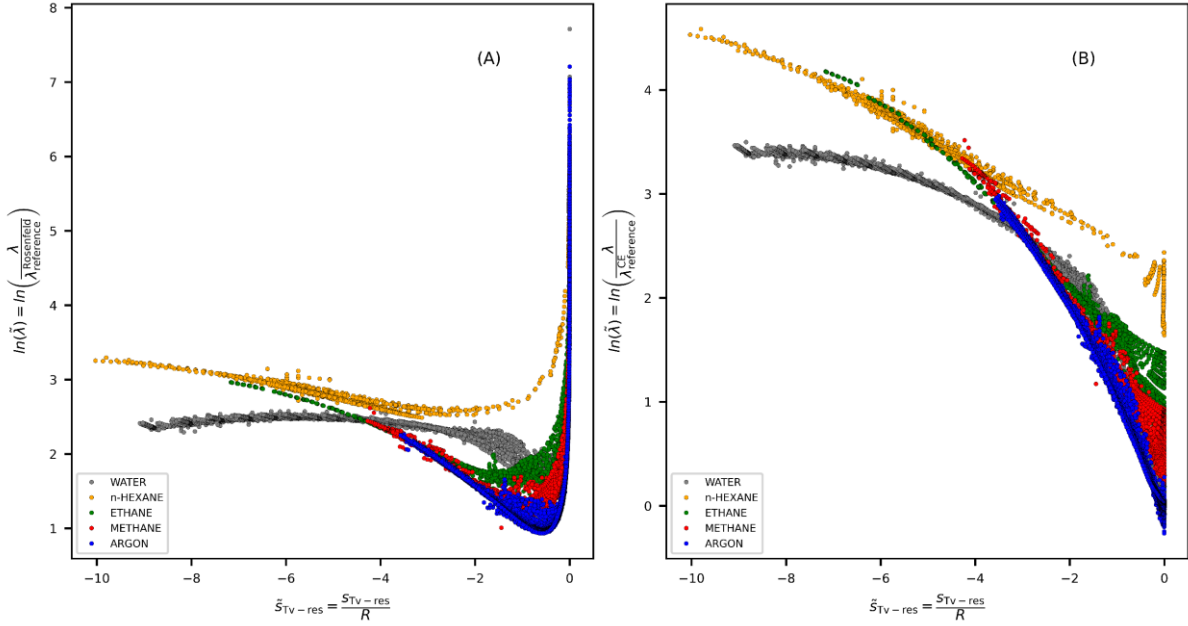 (A)
8
7
6
5
4
3
2
1
ln(λ̃) = ln(λ / λ_reference^Rosenfeld)
WATER
n-HEXANE
ETHANE
METHANE
ARGON
−10 −8 −6 −4 −2 0
s̃_Tv−res = s_Tv−res / R
(B)
4
3
2
1
0
ln(λ̃) = ln(λ / λ_reference^CE)
WATER
n-HEXANE
ETHANE
METHANE
ARGON
−10 −8 −6 −4 −2 0
s̃_Tv−res = s_Tv−res / R